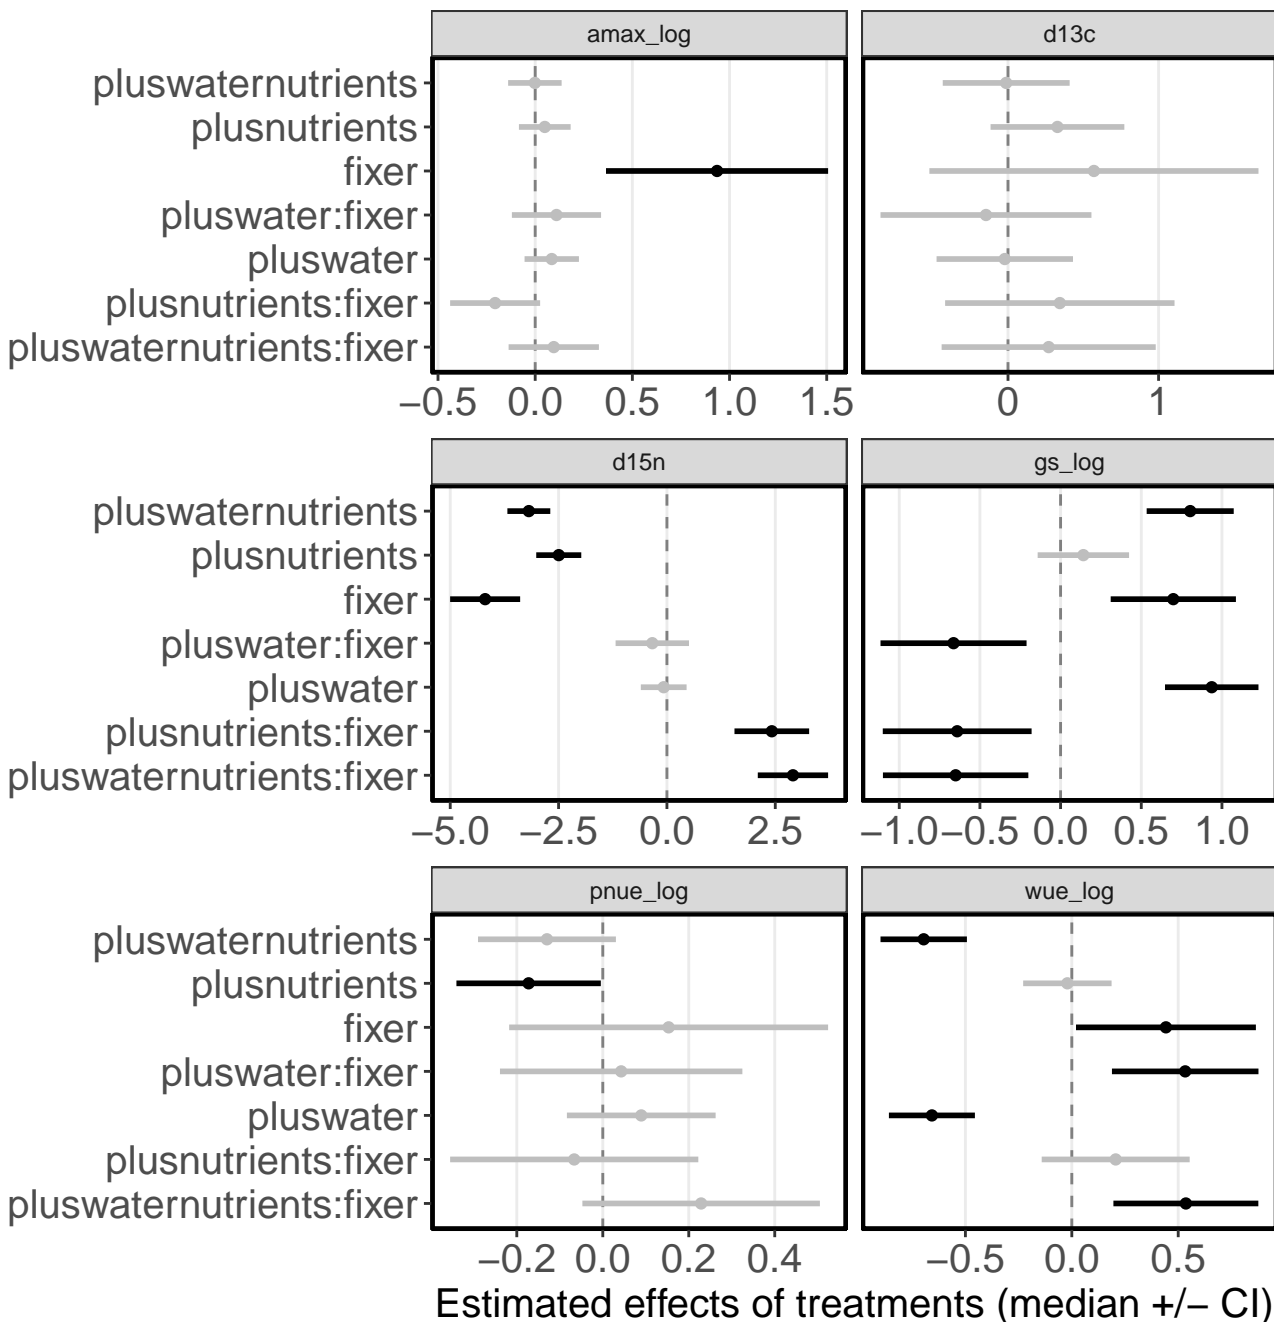 amax_log d13c
pluswaternutrients
plusnutrients
fixer
pluswater:fixer
pluswater
plusnutrients:fixer
pluswaternutrients:fixer
−0.5 0.0 0.5 1.0 1.5 0 1
d15n gs_log
pluswaternutrients
plusnutrients
fixer
pluswater:fixer
pluswater
plusnutrients:fixer
pluswaternutrients:fixer
−5.0 −2.5 0.0 2.5 −1.0 −0.5 0.0 0.5 1.0
pnue_log wue_log
pluswaternutrients
plusnutrients
fixer
pluswater:fixer
pluswater
plusnutrients:fixer
pluswaternutrients:fixer
−0.2 0.0 0.2 0.4 −0.5 0.0 0.5
Estimated effects of treatments (median +/− CI)